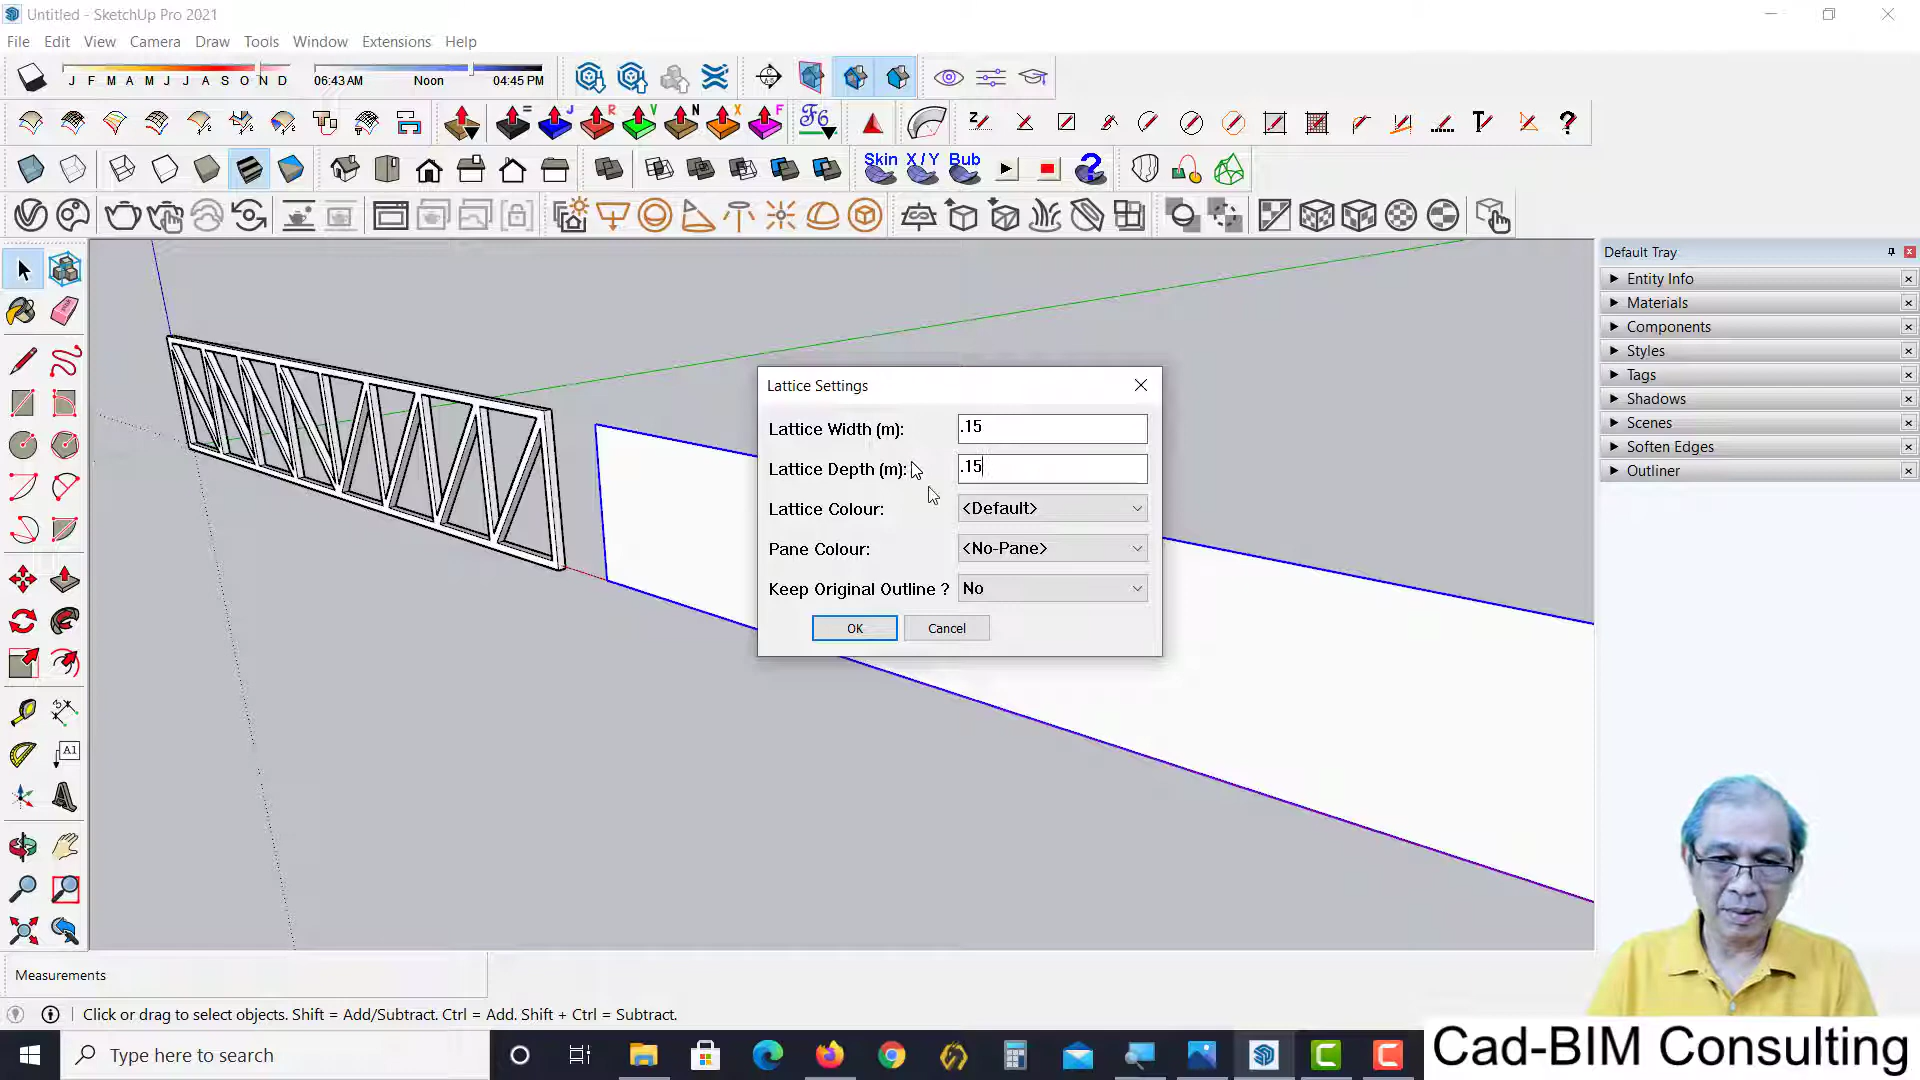 Untitled - SketchUp Pro 2021
File Edit View Camera Draw Tools Window Extensions Help
J F M A M J J A S O N D
06:43 AM Noon 04:45 PM
= J R V N X F F6
Z
Skin X/Y Bub
Default Tray
Entity Info
Materials
Components
Styles
Tags
Shadows
Scenes
Soften Edges
Outliner
Lattice Settings
Lattice Width (m): .15
Lattice Depth (m): .15
Lattice Colour: <Default>
Pane Colour: <No-Pane>
Keep Original Outline ? No
OK Cancel
A1
Measurements
Click or drag to select objects. Shift = Add/Subtract. Ctrl = Add. Shift + Ctrl = Subtract.
Type here to search
Cad-BIM Consulting